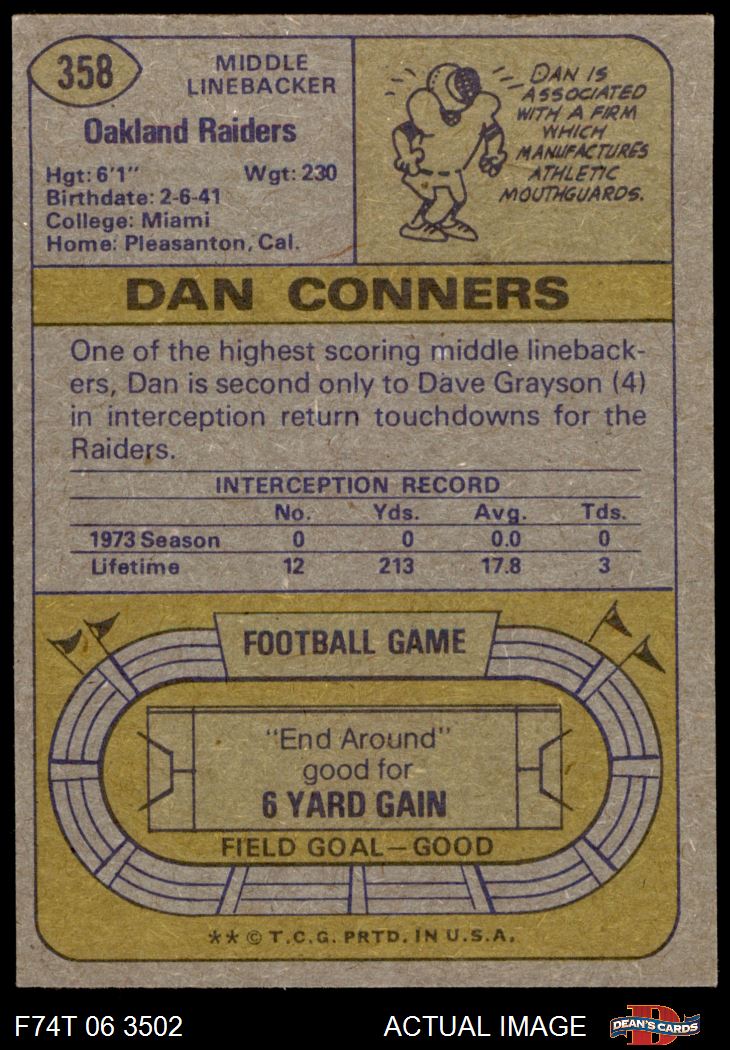 358
MIDDLE
LINEBACKER
Oakland Raiders
Hgt: 6'1" Wgt: 230
Birthdate: 2-6-41
College: Miami
Home: Pleasanton, Cal.
DAN IS
ASSOCIATED
WITH A FIRM
WHICH
MANUFACTURES
ATHLETIC
MOUTHGUARDS.
DAN CONNERS
One of the highest scoring middle lineback-
ers, Dan is second only to Dave Grayson (4)
in interception return touchdowns for the
Raiders.
INTERCEPTION RECORD
No. Yds. Avg. Tds.
1973 Season 0 0 0.0 0
Lifetime 12 213 17.8 3
FOOTBALL GAME
"End Around"
good for
6 YARD GAIN
FIELD GOAL—GOOD
** © T.C.G. PRTD. IN U.S.A.
F74T 06 3502 ACTUAL IMAGE
D
DEAN'S CARDS